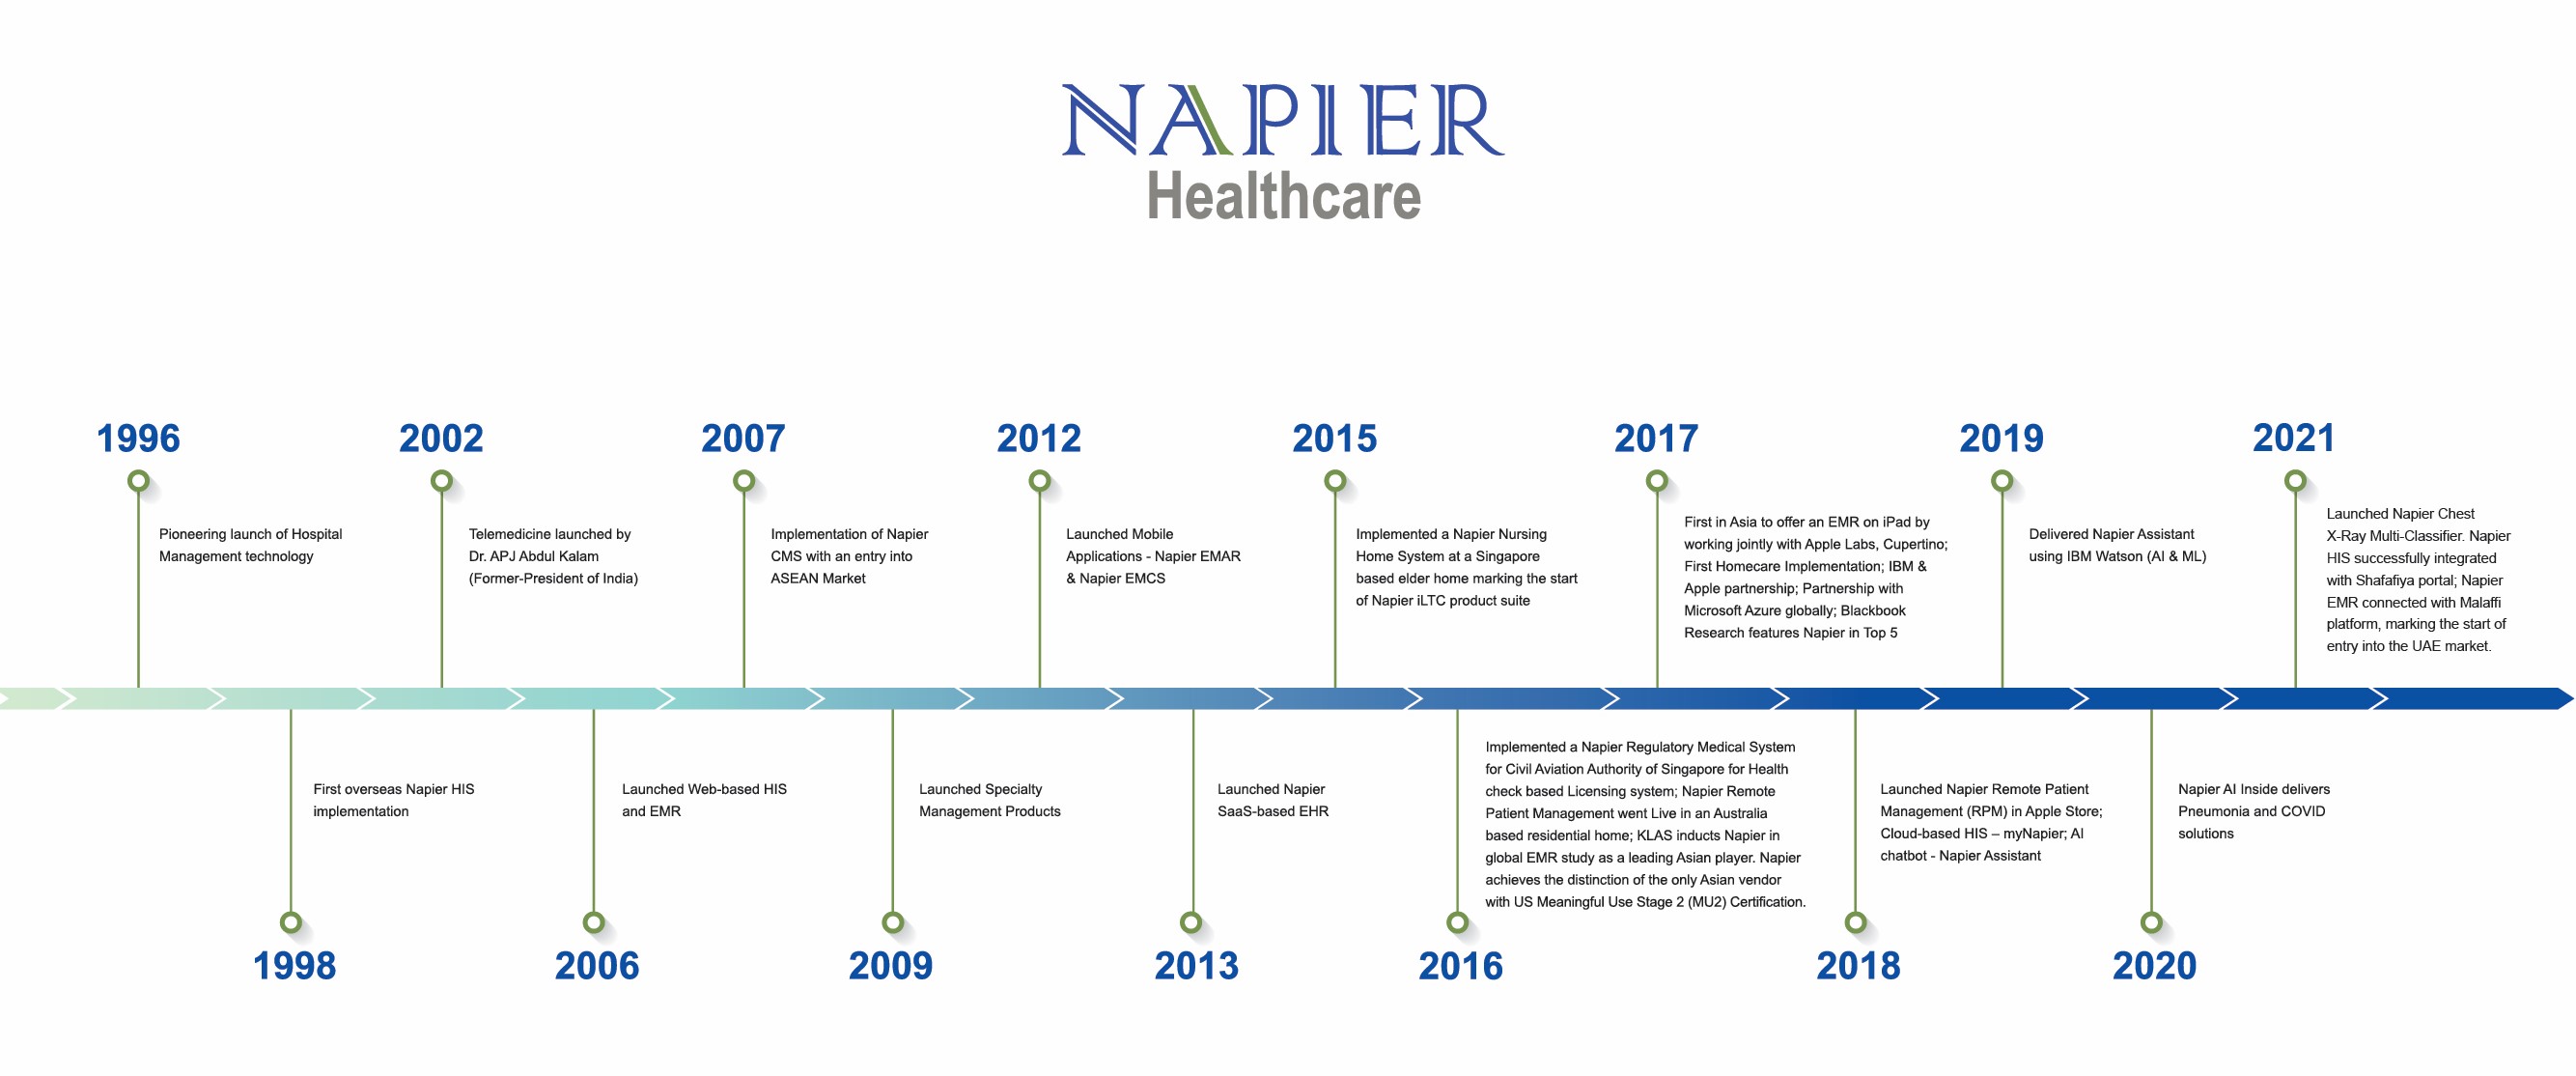 NAPIER
Healthcare
1996
Pioneering launch of Hospital
Management technology
2002
Telemedicine launched by
Dr. APJ Abdul Kalam
(Former-President of India)
2007
Implementation of Napier
CMS with an entry into
ASEAN Market
2012
Launched Mobile
Applications - Napier EMAR
& Napier EMCS
2015
Implemented a Napier Nursing
Home System at a Singapore
based elder home marking the start
of Napier iLTC product suite
2017
First in Asia to offer an EMR on iPad by
working jointly with Apple Labs, Cupertino;
First Homecare Implementation; IBM &
Apple partnership; Partnership with
Microsoft Azure globally; Blackbook
Research features Napier in Top 5
2019
Delivered Napier Assistant
using IBM Watson (AI & ML)
2021
Launched Napier Chest
X-Ray Multi-Classifier. Napier
HIS successfully integrated
with Shafafiya portal; Napier
EMR connected with Malaffi
platform, marking the start of
entry into the UAE market.
First overseas Napier HIS
implementation
1998
Launched Web-based HIS
and EMR
2006
Launched Specialty
Management Products
2009
Launched Napier
SaaS-based EHR
2013
Implemented a Napier Regulatory Medical System
for Civil Aviation Authority of Singapore for Health
check based Licensing system; Napier Remote
Patient Management went Live in an Australia
based residential home; KLAS inducts Napier in
global EMR study as a leading Asian player. Napier
achieves the distinction of the only Asian vendor
with US Meaningful Use Stage 2 (MU2) Certification.
2016
Launched Napier Remote Patient
Management (RPM) in Apple Store;
Cloud-based HIS – myNapier; AI
chatbot - Napier Assistant
2018
Napier AI Inside delivers
Pneumonia and COVID
solutions
2020